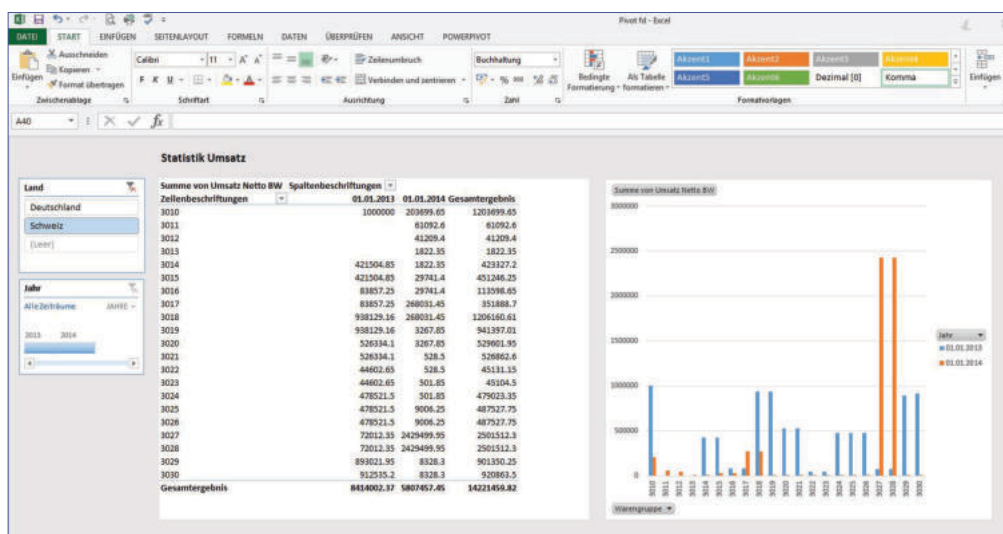 Pivot fd - Excel
DATEI START EINFÜGEN SEITENLAYOUT FORMELN DATEN ÜBERPRÜFEN ANSICHT POWERPIVOT
Ausschneiden
Kopieren
Format übertragen
Einfügen
Zwischenablage
Calibri 11
F K U
Schriftart
Zeilenumbruch
Verbinden und zentrieren
Ausrichtung
Buchhaltung
% 000
Zahl
Bedingte Formatierung
Als Tabelle formatieren
Akzent1 Akzent2 Akzent3 Akzent4
Akzent5 Akzent6 Dezimal [0] Komma
Formatvorlagen
Einfügen
A40 fx
Statistik Umsatz
Land
Deutschland
Schweiz
(Leer)
Jahr
Alle Zeiträume JAHRE
2013 2014
Summe von Umsatz Netto BW Spaltenbeschriftungen
Zeilenbeschriftungen 01.01.2013 01.01.2014 Gesamtergebnis
3010 1000000 203699.65 1203699.65
3011 61092.6 61092.6
3012 41209.4 41209.4
3013 1822.35 1822.35
3014 421504.85 1822.35 423327.2
3015 421504.85 29741.4 451246.25
3016 83857.25 29741.4 113598.65
3017 83857.25 268031.45 351888.7
3018 938129.16 268031.45 1206160.61
3019 938129.16 3267.85 941397.01
3020 526334.1 3267.85 529601.95
3021 526334.1 528.5 526862.6
3022 44602.65 528.5 45131.15
3023 44602.65 501.85 45104.5
3024 478521.5 501.85 479023.35
3025 478521.5 9006.25 487527.75
3026 478521.5 9006.25 487527.75
3027 72012.35 2429499.95 2501512.3
3028 72012.35 2429499.95 2501512.3
3029 893021.95 8328.3 901350.25
3030 912535.2 8328.3 920863.5
Gesamtergebnis 8414002.37 5807457.45 14221459.82
Summe von Umsatz Netto BW
3000000
2500000
2000000
1500000
1000000
500000
0
3010 3011 3012 3013 3014 3015 3016 3017 3018 3019 3020 3021 3022 3023 3024 3025 3026 3027 3028 3029 3030
Warengruppe
Jahr
01.01.2013
01.01.2014